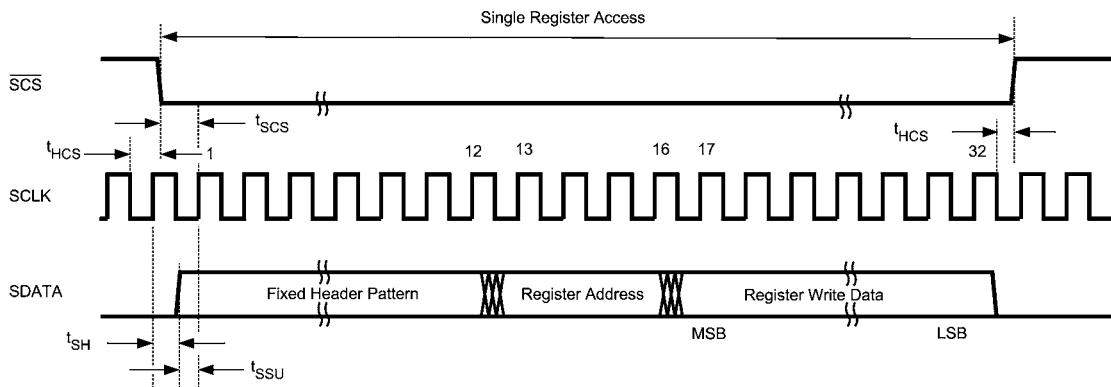 Single Register Access
SCS
tSCS
tHCS
tHCS
1
12
13
16
17
32
SCLK
SDATA
Fixed Header Pattern
Register Address
Register Write Data
MSB
LSB
tSH
tSSU